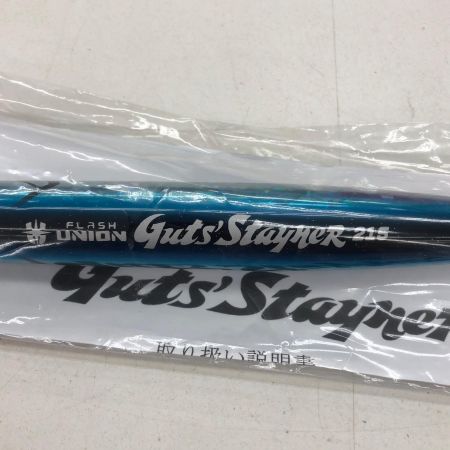 FLASH
UNION Guts'Stayner 215
Guts'Stayner
取り扱い説明書